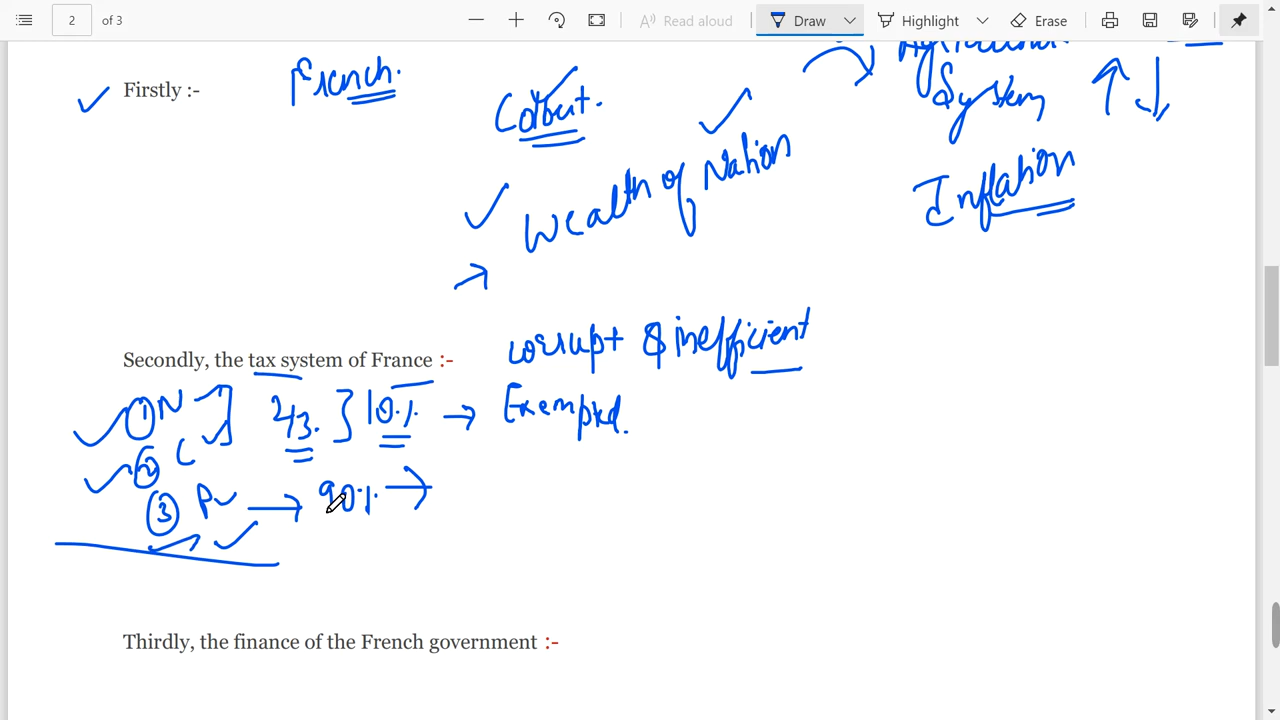 2 of 3 Read aloud Draw Highlight Erase
Agricultural
System
Firstly :-
French.
Colbert.
Wealth of Nation
Inflation
corrupt & inefficient
Secondly, the tax system of France :-
① N 2/3. 10% → Exempted.
② C
③ P → 90% →
Thirdly, the finance of the French government :-